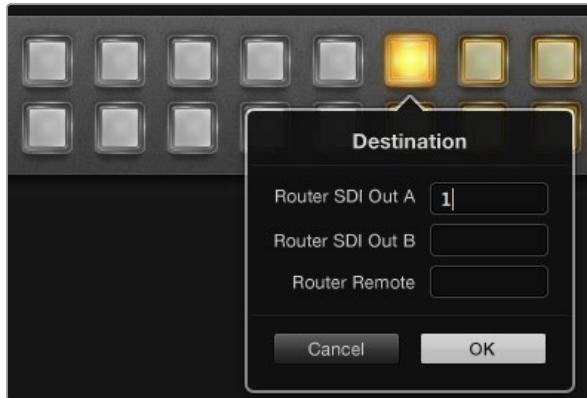 Destination
Router SDI Out A 1
Router SDI Out B
Router Remote
Cancel OK